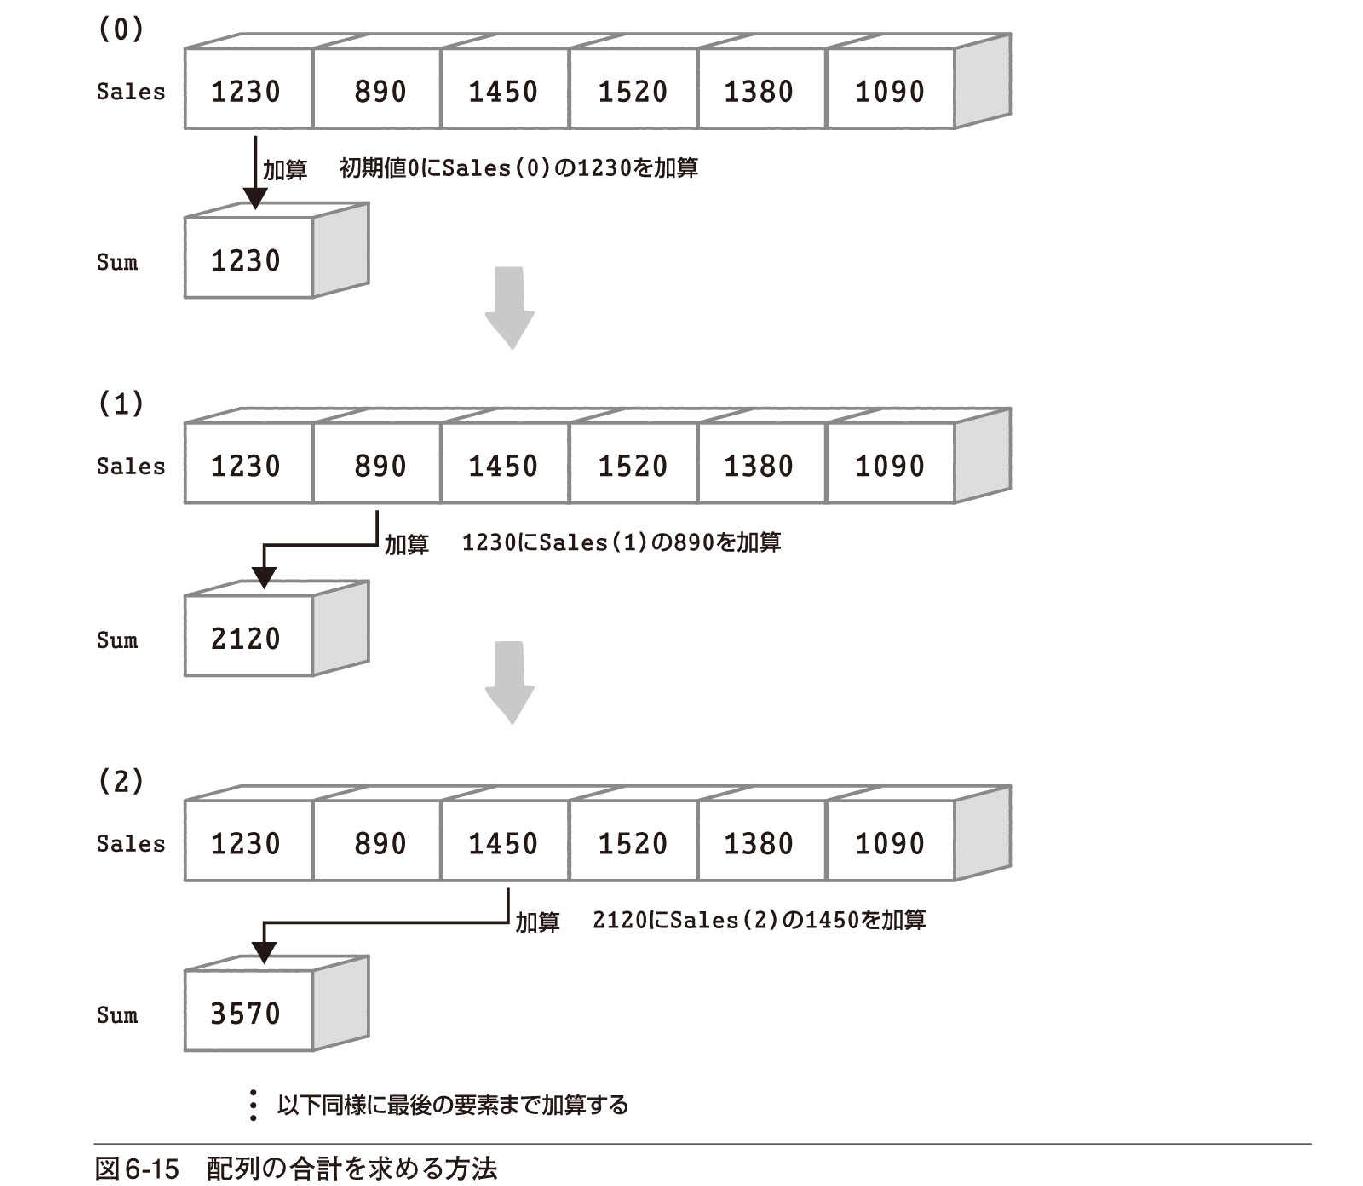 (0)
Sales 1230 890 1450 1520 1380 1090
加算 初期値0にSales(0)の1230を加算
Sum 1230
(1)
Sales 1230 890 1450 1520 1380 1090
加算 1230にSales(1)の890を加算
Sum 2120
(2)
Sales 1230 890 1450 1520 1380 1090
加算 2120にSales(2)の1450を加算
Sum 3570
以下同様に最後の要素まで加算する
図6-15 配列の合計を求める方法